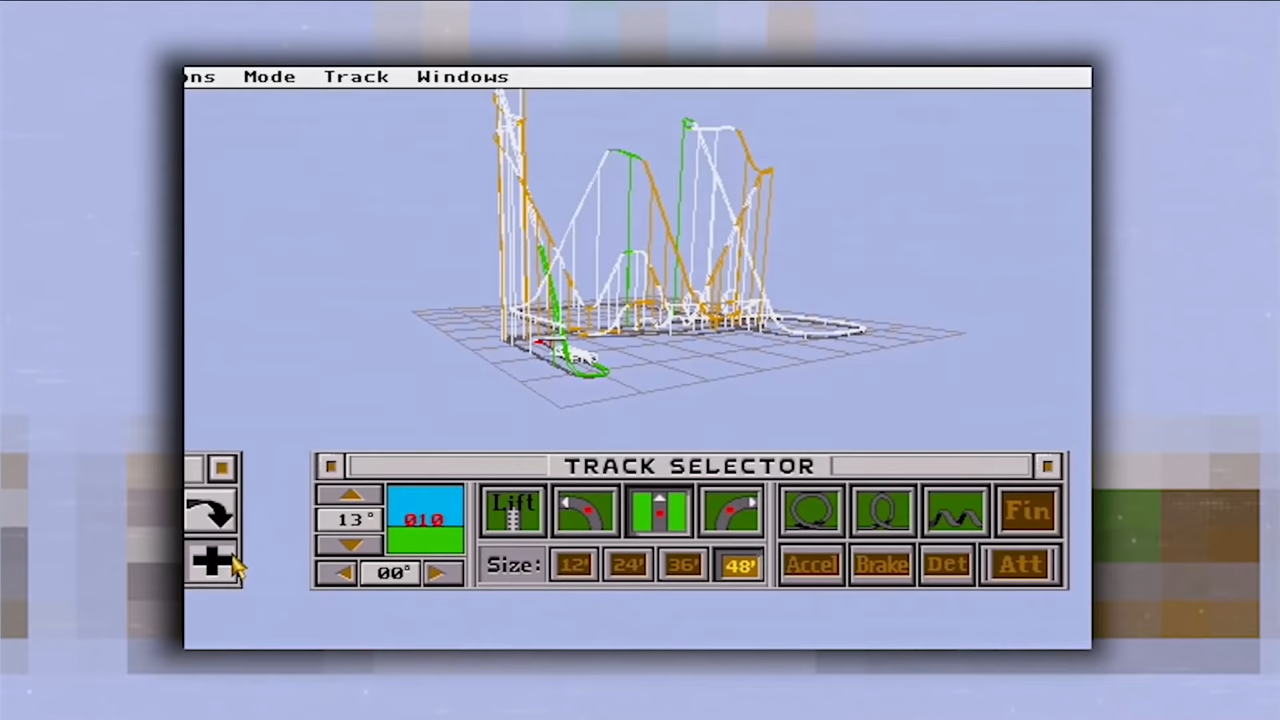 ons Mode Track Windows
TRACK SELECTOR
13° 010 Lift Fin
00° Size: 12' 24' 36' 48' Accel Brake Det Att